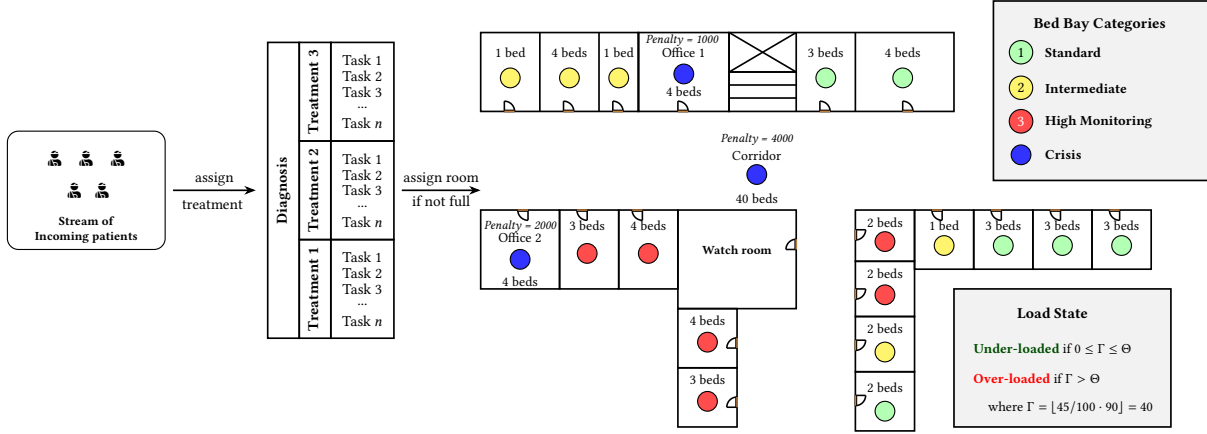 Stream of
Incoming patients
assign
treatment
Diagnosis
Treatment 3
Task 1
Task 2
Task 3
...
Task n
Treatment 2
Task 1
Task 2
Task 3
...
Task n
Treatment 1
Task 1
Task 2
Task 3
...
Task n
assign room
if not full
1 bed
4 beds
1 bed
Penalty = 1000
Office 1
4 beds
3 beds
4 beds
Penalty = 4000
Corridor
40 beds
Penalty = 2000
Office 2
4 beds
3 beds
4 beds
Watch room
4 beds
3 beds
2 beds
1 bed
3 beds
3 beds
3 beds
2 beds
2 beds
2 beds
Bed Bay Categories
1 Standard
2 Intermediate
3 High Monitoring
Crisis
Load State
Under-loaded if 0 ≤ Γ ≤ Θ
Over-loaded if Γ > Θ
where Γ = ⌊45/100 · 90⌋ = 40